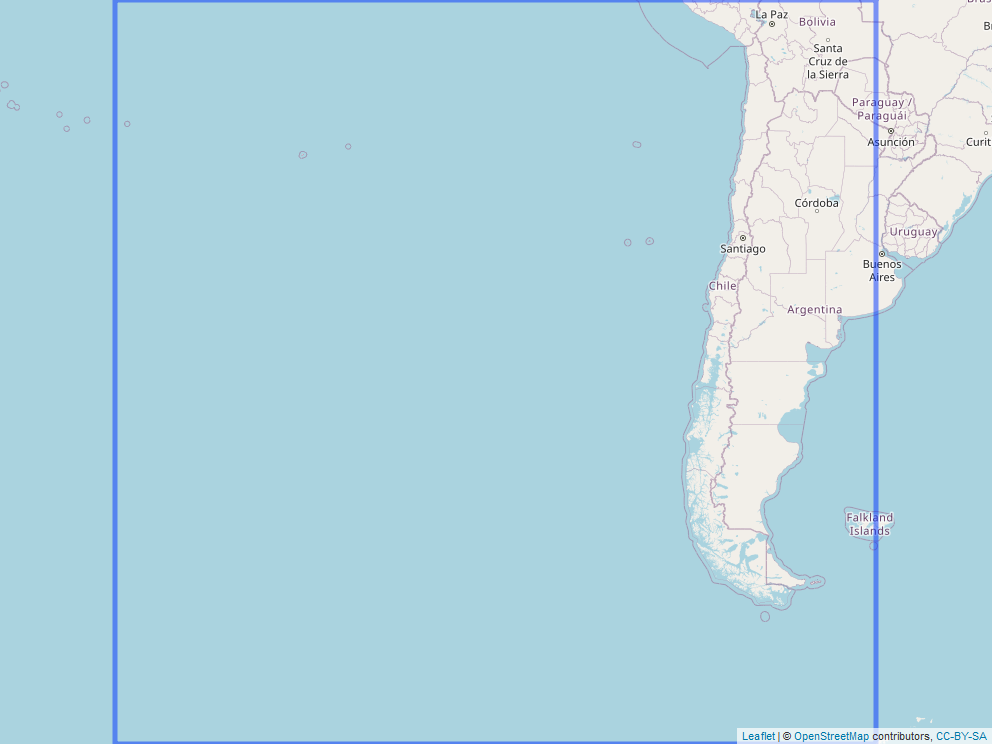 La Paz
Bolivia
Santa
Cruz de
la Sierra
Paraguay /
Paraguái
Asunción
Curit
Córdoba
Uruguay
Santiago
Buenos
Aires
Chile
Argentina
Falkland
Islands
Leaflet | © OpenStreetMap contributors, CC-BY-SA